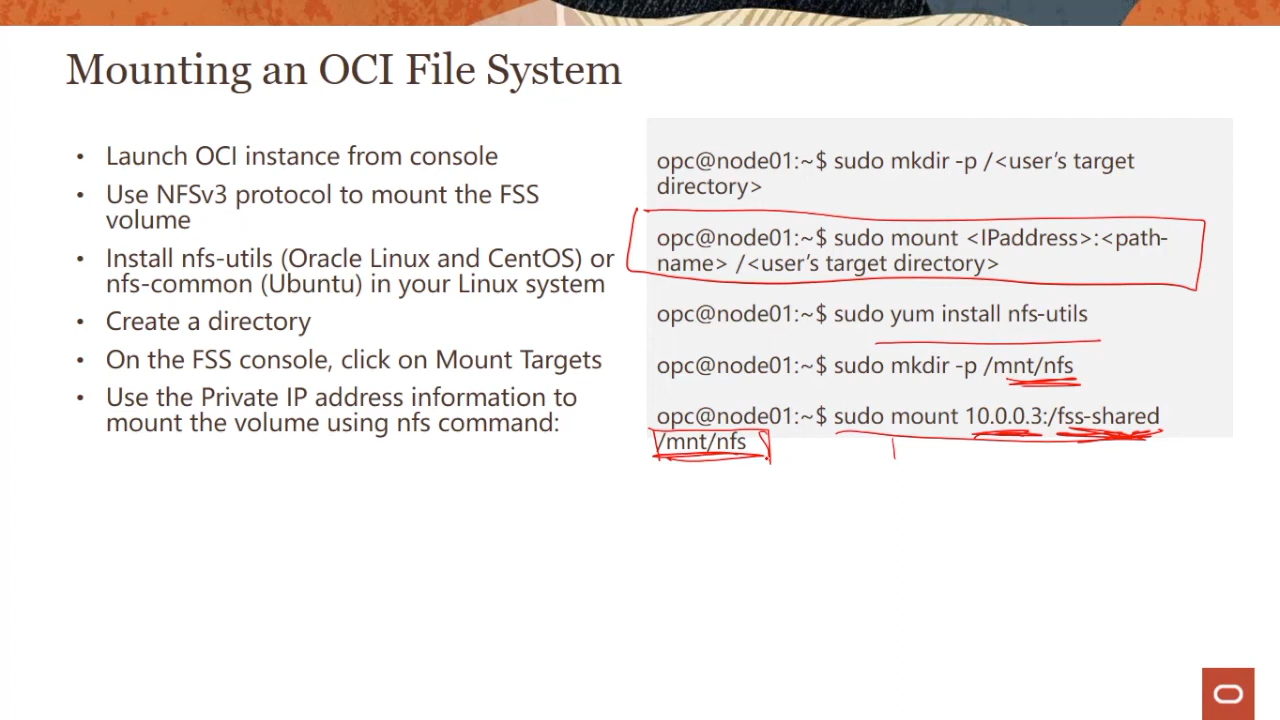 Mounting an OCI File System
• Launch OCI instance from console
• Use NFSv3 protocol to mount the FSS
volume
• Install nfs-utils (Oracle Linux and CentOS) or
nfs-common (Ubuntu) in your Linux system
• Create a directory
• On the FSS console, click on Mount Targets
• Use the Private IP address information to
mount the volume using nfs command:
opc@node01:~$ sudo mkdir -p /<user’s target
directory>
opc@node01:~$ sudo mount <IPaddress>:<path-
name> /<user’s target directory>
opc@node01:~$ sudo yum install nfs-utils
opc@node01:~$ sudo mkdir -p /mnt/nfs
opc@node01:~$ sudo mount 10.0.0.3:/fss-shared
/mnt/nfs